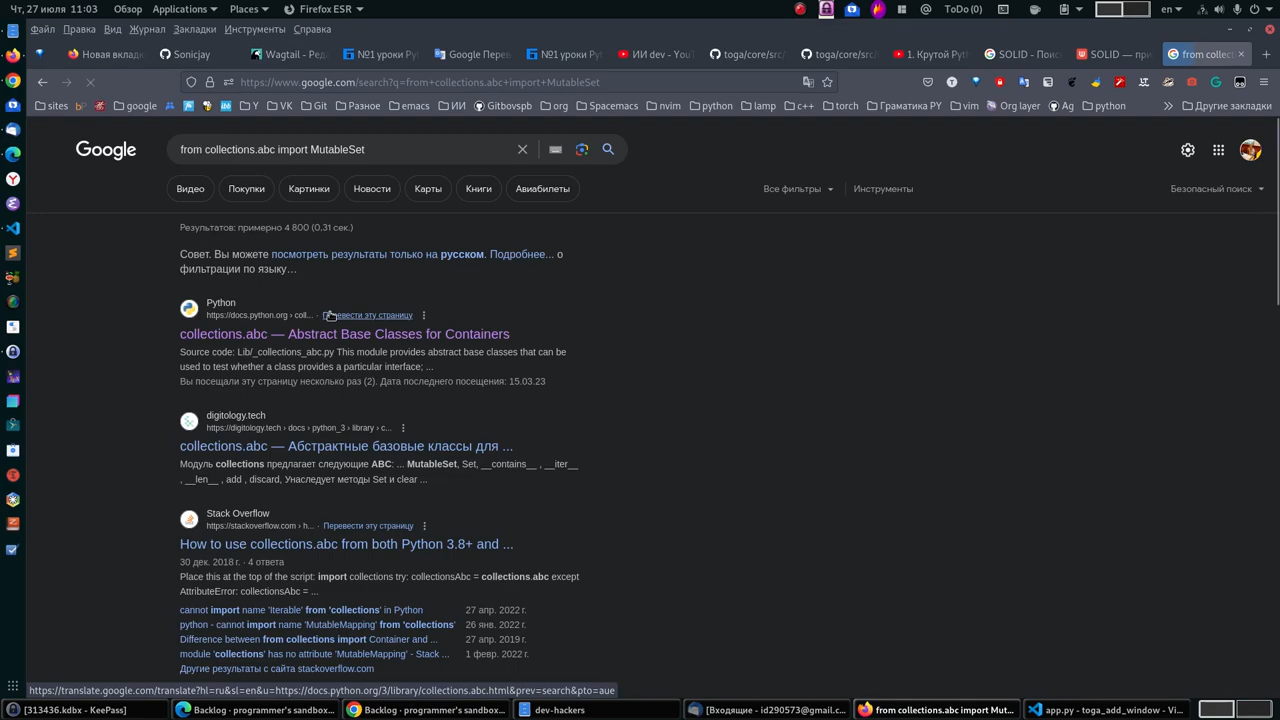 Чт, 27 июля 11:03
Обзор DebianSid
Applications
Places
Firefox ESR
ToDo (0)
en
Файл Правка Вид Журнал Закладки Инструменты Справка
Новая вклад
Sonicjay
Wagtail -
№1 уроки Py
Google Пере
№1 уроки Py
ИИ dev - You
toga/core/src/
toga/core/src/
1. Крутой Pyt
SOLID - Поис
SOLID — при
from collec
https://www.google.com/search?q=from+collections.abc+import+MutableSet
sites
google
Y
VK
Git
Разное
emacs
ИИ
Gitbovspb
org
Spacemacs
nvim
python
lamp
c++
torch
Граматика PY
vim
Org layer
Ag
python
Другие закладки
Google
from collections.abc import MutableSet
Видео
Покупки
Картинки
Новости
Карты
Книги
Авиабилеты
Все фильтры
Инструменты
Безопасный поиск
Результатов: примерно 4 800 (0,31 сек.)
Совет. Вы можете посмотреть результаты только на русском. Подробнее... о
фильтрации по языку…
Python
https://docs.python.org › coll... · Перевести эту страницу
collections.abc — Abstract Base Classes for Containers
Source code: Lib/_collections_abc.py This module provides abstract base classes that can be
used to test whether a class provides a particular interface; ...
Вы посещали эту страницу несколько раз (2). Дата последнего посещения: 15.03.23
digitology.tech
https://digitology.tech › docs › python_3 › library › c...
collections.abc — Абстрактные базовые классы для ...
Модуль collections предлагает следующие ABC: ... MutableSet, Set, __contains__ , __iter__
, __len__ , add , discard, Унаследует методы Set и clear ...
Stack Overflow
https://stackoverflow.com › h... · Перевести эту страницу
How to use collections.abc from both Python 3.8+ and ...
30 дек. 2018 г. · 4 ответа
Place this at the top of the script: import collections try: collectionsAbc = collections.abc except
AttributeError: collectionsAbc = ...
cannot import name 'Iterable' from 'collections' in Python 27 апр. 2022 г.
python - cannot import name 'MutableMapping' from 'collections' 26 янв. 2022 г.
Difference between from collections import Container and ... 27 апр. 2019 г.
module 'collections' has no attribute 'MutableMapping' - Stack ... 1 февр. 2022 г.
Другие результаты с сайта stackoverflow.com
https://translate.google.com/translate?hl=ru&sl=en&u=https://docs.python.org/3/library/collections.abc.html&prev=search&pto=aue
[313436.kdbx - KeePass]
Backlog - programmer's sandbox...
Backlog - programmer's sandbox...
dev-hackers
[Входящие - id290573@gmail.c...
from collections.abc import Mut...
app.py - toga_add_window - Vi...